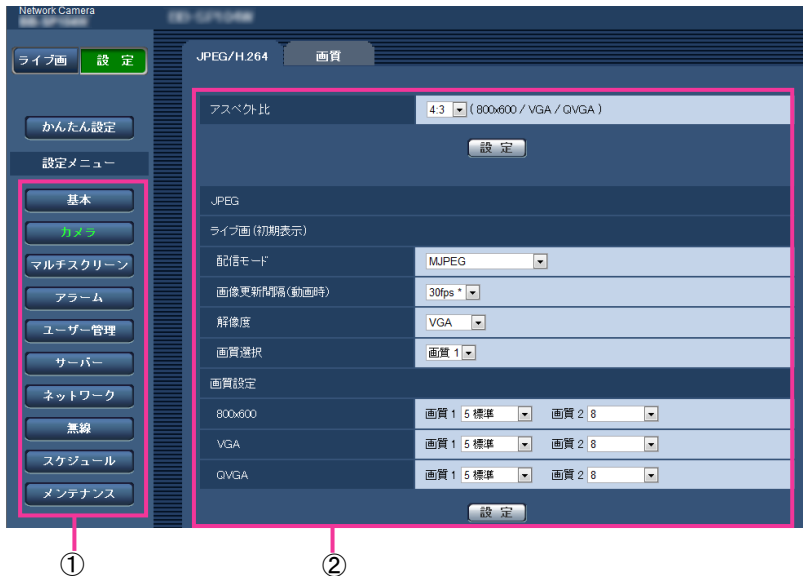 Network Camera
ライブ画 設 定
かんたん設定
設定メニュー
基本
カメラ
マルチスクリーン
アラーム
ユーザー管理
サーバー
ネットワーク
無線
スケジュール
メンテナンス
①
JPEG/H.264 画質
アスペクト比 4:3 ( 800x600 / VGA / QVGA )
設 定
JPEG
ライブ画(初期表示)
配信モード MJPEG
画像更新間隔(動画時) 30fps *
解像度 VGA
画質選択 画質 1
画質設定
800x600 画質 1 5 標準 画質 2 8
VGA 画質 1 5 標準 画質 2 8
QVGA 画質 1 5 標準 画質 2 8
設 定
②